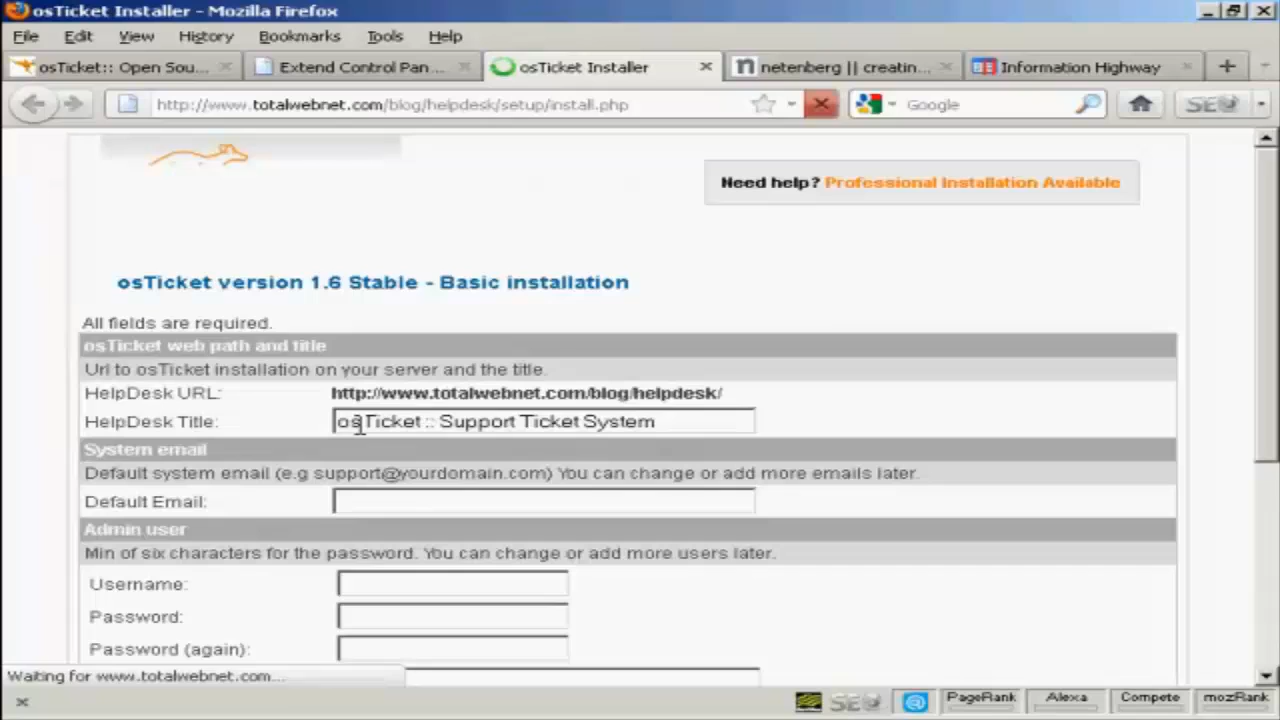 osTicket Installer - Mozilla Firefox
File Edit View History Bookmarks Tools Help
osTicket:: Open Sou... Extend Control Pan... osTicket Installer netenberg || creatin... Information Highway
http://www.totalwebnet.com/blog/helpdesk/setup/install.php Google SEO
Need help? Professional Installation Available
osTicket version 1.6 Stable - Basic installation
All fields are required.
osTicket web path and title
Url to osTicket installation on your server and the title.
HelpDesk URL: http://www.totalwebnet.com/blog/helpdesk/
HelpDesk Title: osTicket :: Support Ticket System
System email
Default system email (e.g support@yourdomain.com) You can change or add more emails later.
Default Email:
Admin user
Min of six characters for the password. You can change or add more users later.
Username:
Password:
Password (again):
Waiting for www.totalwebnet.com...
SEO PageRank Alexa Compete mozRank